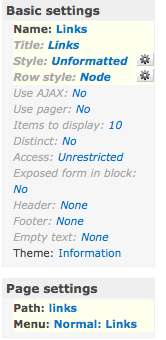 Basic settings
Name: Links
Title: Links
Style: Unformatted
Row style: Node
Use AJAX: No
Use pager: No
Items to display: 10
Distinct: No
Access: Unrestricted
Exposed form in block:
No
Header: None
Footer: None
Empty text: None
Theme: Information
Page settings
Path: links
Menu: Normal: Links